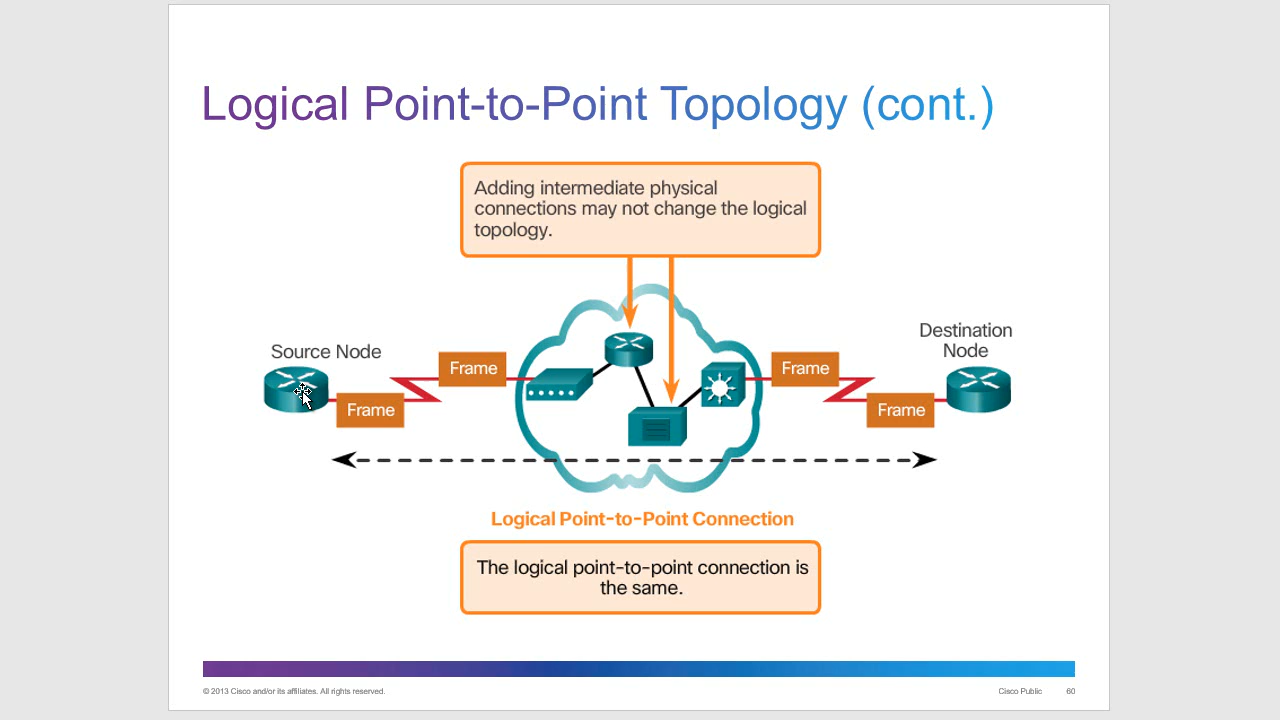 Logical Point-to-Point Topology (cont.)
Adding intermediate physical
connections may not change the logical
topology.
Source Node
Destination
Node
Frame
Frame
Frame
Frame
Logical Point-to-Point Connection
The logical point-to-point connection is
the same.
© 2013 Cisco and/or its affiliates. All rights reserved.
Cisco Public
60